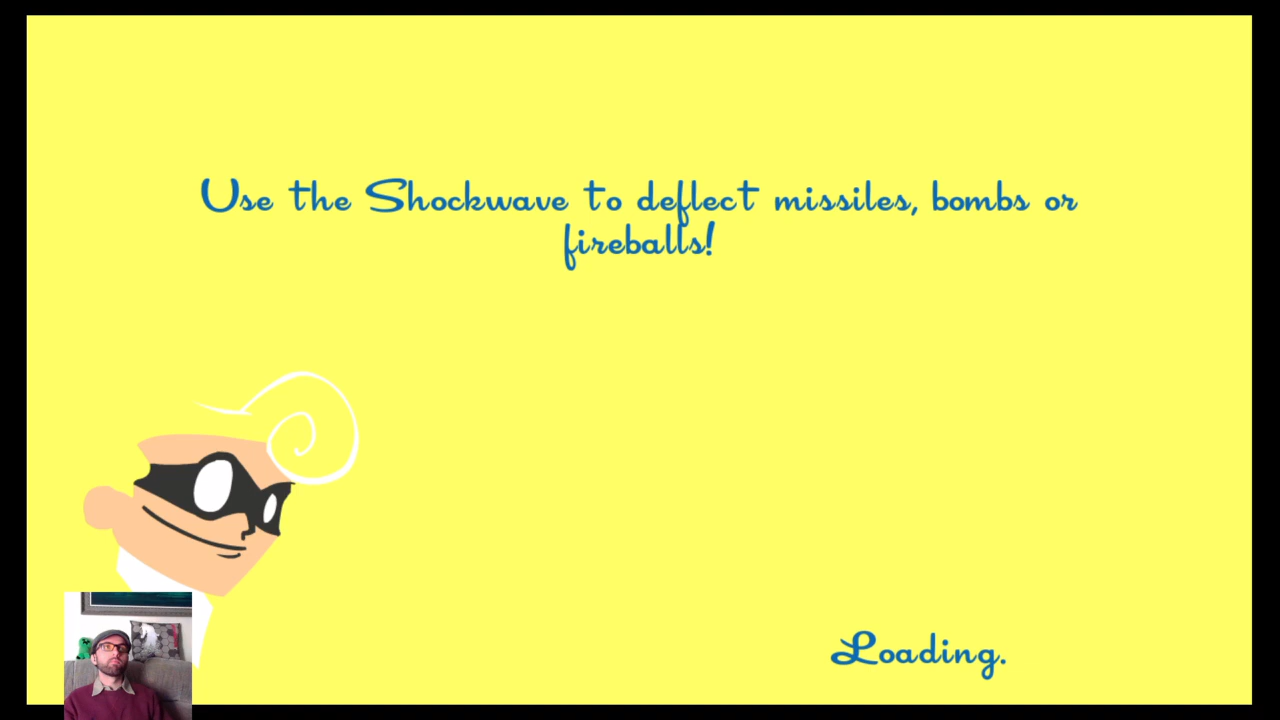 Use the Shockwave to deflect missiles, bombs or
fireballs!
Loading.